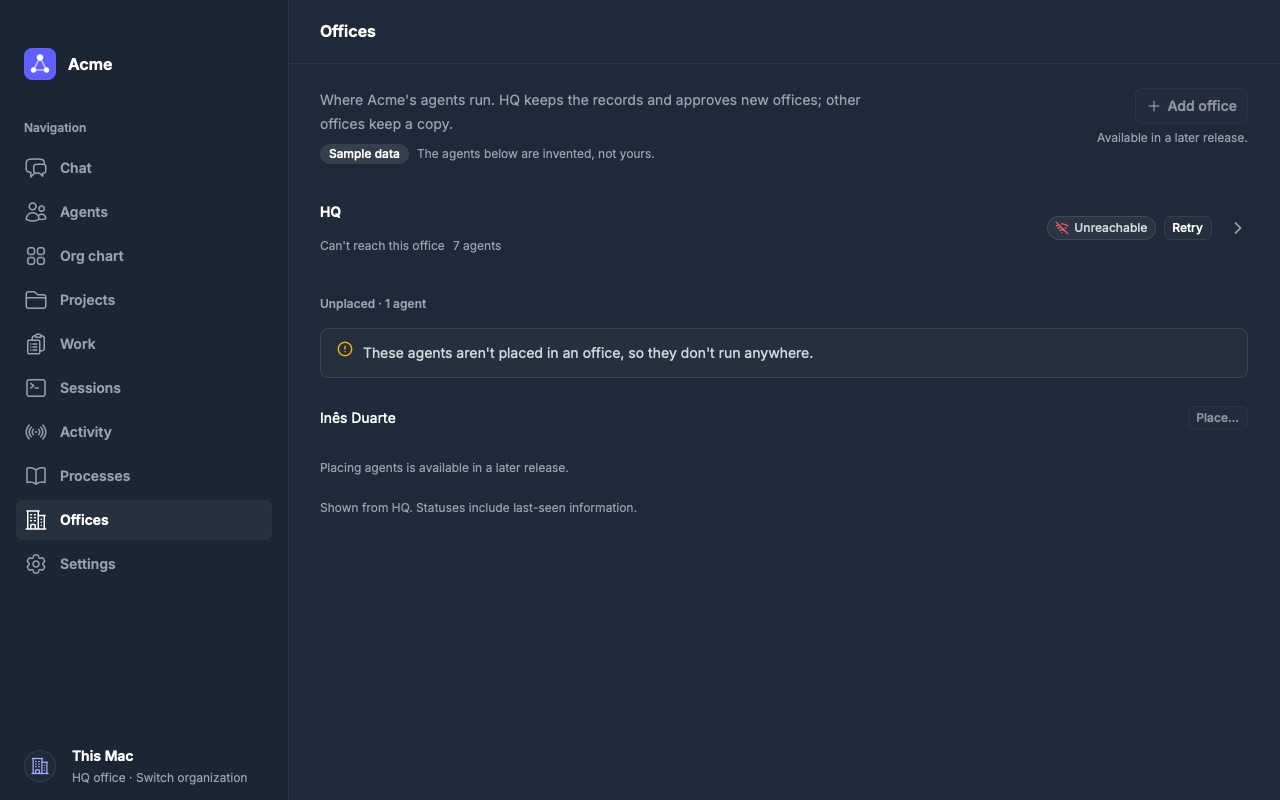 Acme
Navigation
Chat
Agents
Org chart
Projects
Work
Sessions
Activity
Processes
Offices
Settings
This Mac
HQ office · Switch organization
Offices
Where Acme's agents run. HQ keeps the records and approves new offices; other
offices keep a copy.
Sample data The agents below are invented, not yours.
Add office
Available in a later release.
HQ
Can't reach this office 7 agents
Unreachable Retry
Unplaced · 1 agent
These agents aren't placed in an office, so they don't run anywhere.
Inês Duarte
Place...
Placing agents is available in a later release.
Shown from HQ. Statuses include last-seen information.